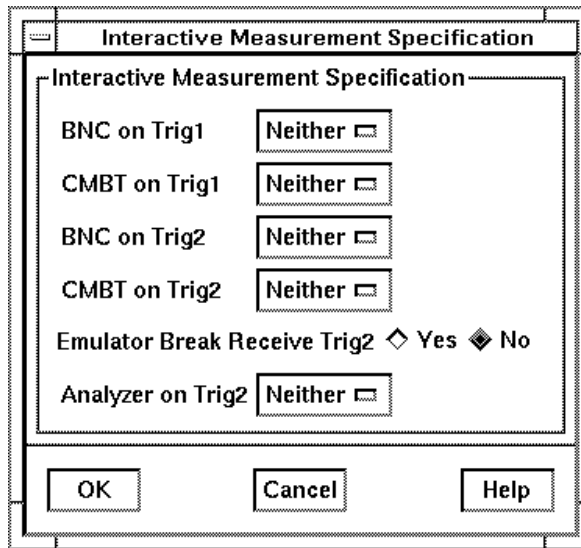 Interactive Measurement Specification
Interactive Measurement Specification
BNC on Trig1 Neither
CMBT on Trig1 Neither
BNC on Trig2 Neither
CMBT on Trig2 Neither
Emulator Break Receive Trig2 Yes No
Analyzer on Trig2 Neither
OK Cancel Help